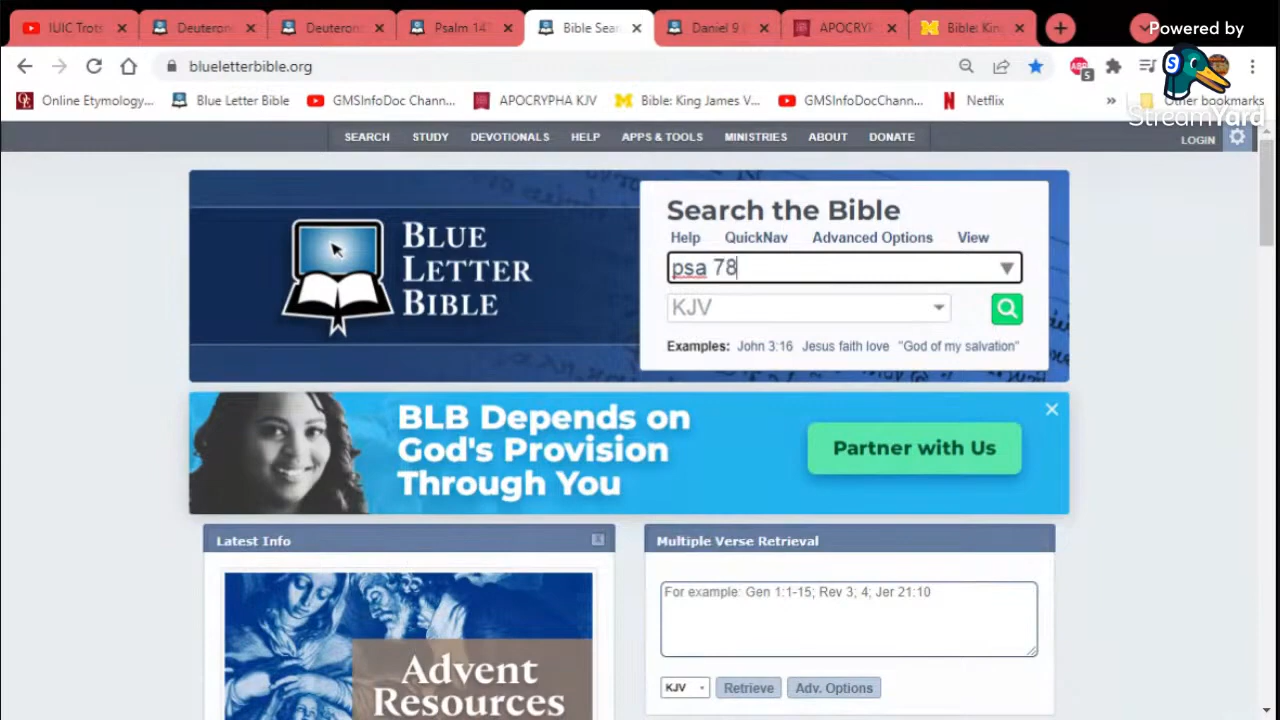 IUIC Trots
Deuteron
Deuteron
Psalm 147
Bible Sear
Daniel 9
APOCRY
Bible: Kin
Powered by
blueletterbible.org
ABP
5
S
Online Etymology...
Blue Letter Bible
GMSInfoDoc Chann...
APOCRYPHA KJV
Bible: King James V...
GMSInfoDocChann...
Netflix
»
Other bookmarks
StreamYard
SEARCH
STUDY
DEVOTIONALS
HELP
APPS & TOOLS
MINISTRIES
ABOUT
DONATE
LOGIN
BLUE
LETTER
BIBLE
Search the Bible
Help
QuickNav
Advanced Options
View
psa 78
KJV
Examples: John 3:16 Jesus faith love "God of my salvation"
BLB Depends on
God's Provision
Through You
Partner with Us
Latest Info
x
Multiple Verse Retrieval
For example: Gen 1:1-15; Rev 3; 4; Jer 21:10
Advent
Resources
KJV
Retrieve
Adv. Options